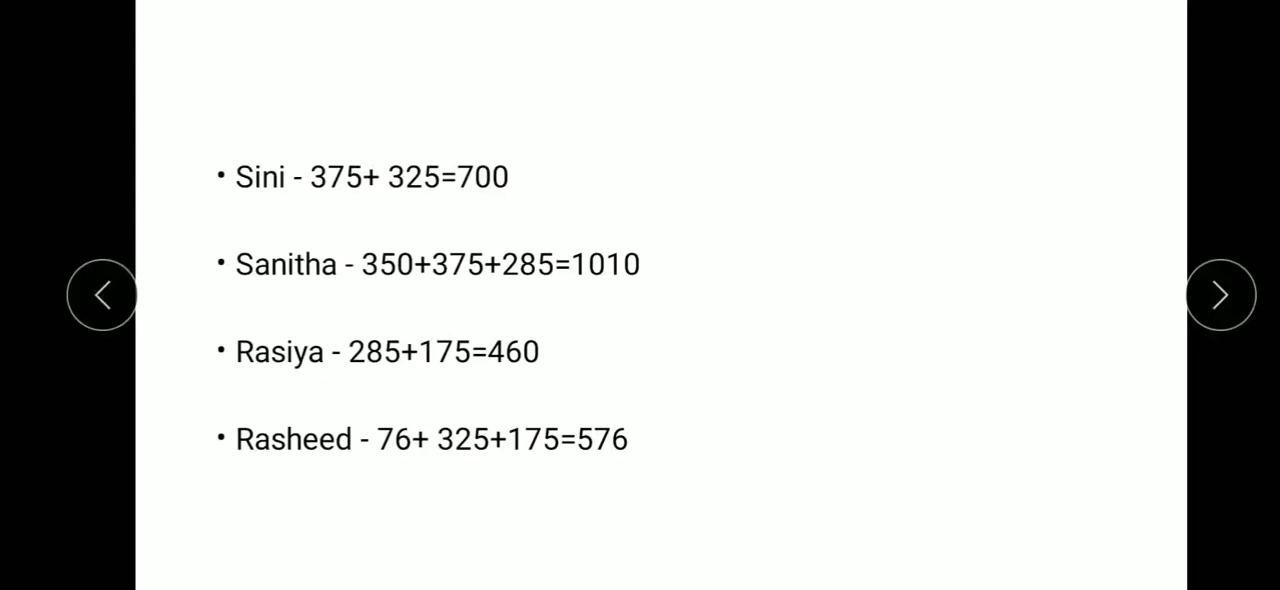 • Sini - 375+ 325=700
• Sanitha - 350+375+285=1010
• Rasiya - 285+175=460
• Rasheed - 76+ 325+175=576